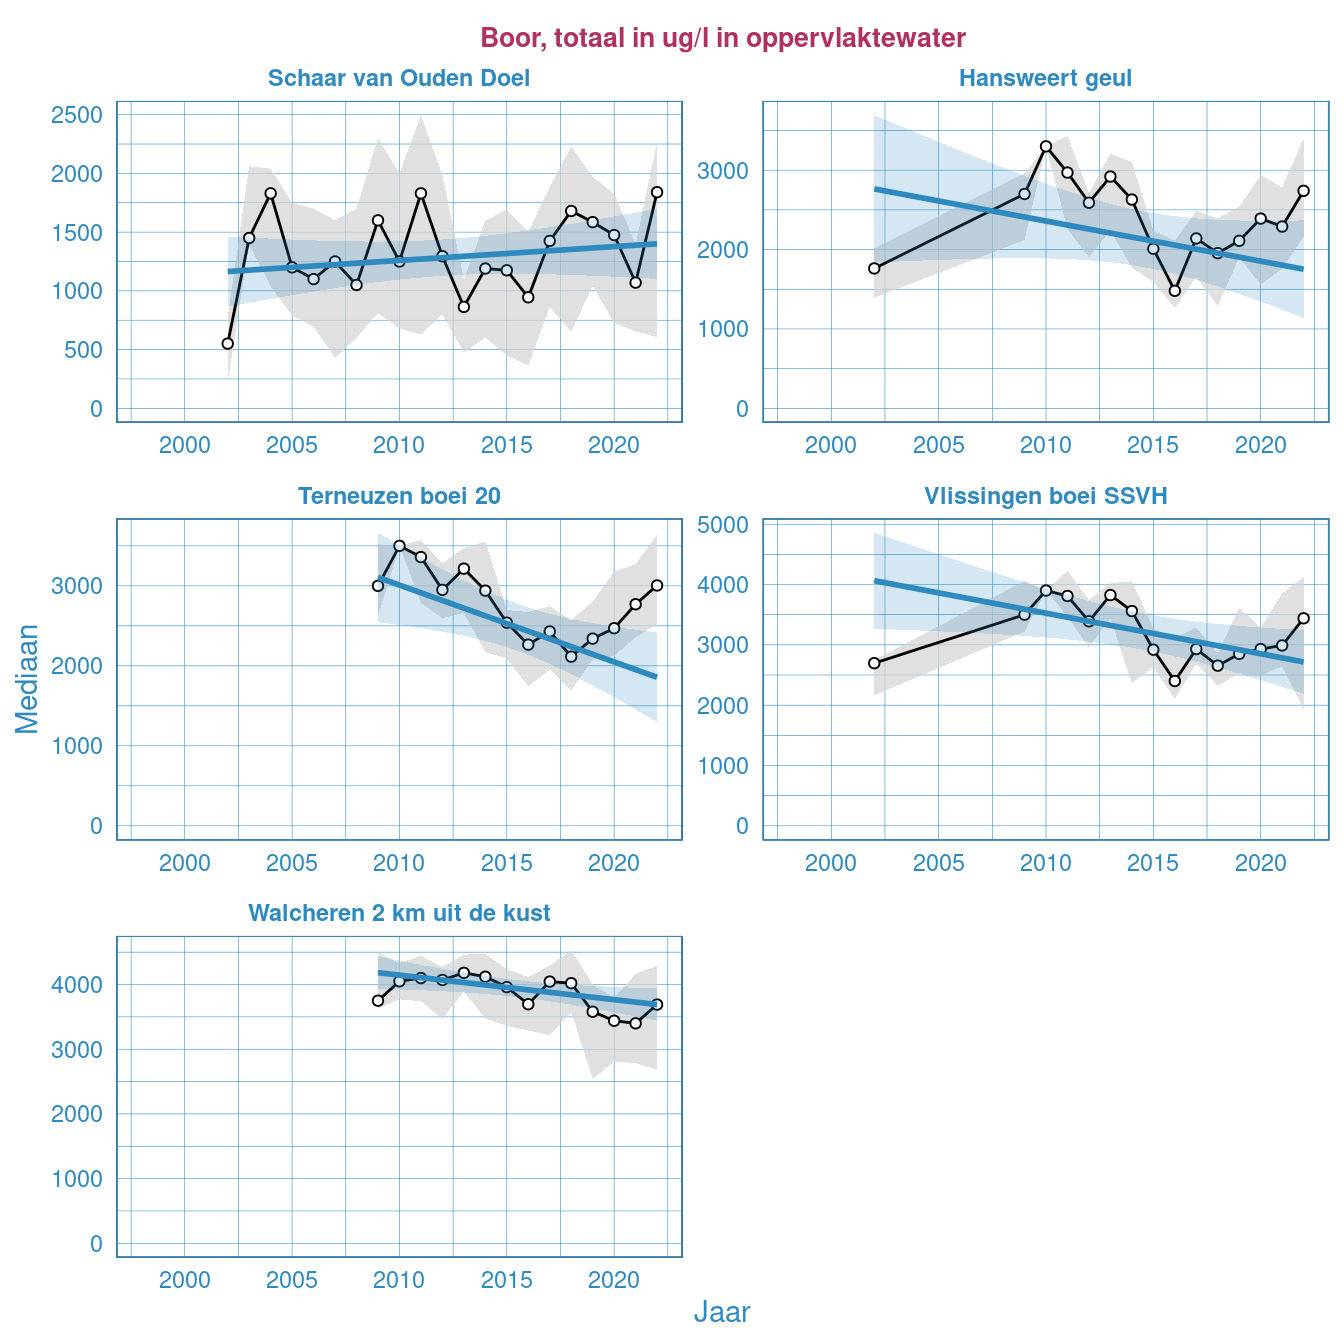 Boor, totaal in ug/l in oppervlaktewater
Schaar van Ouden Doel
2500
2000
1500
1000
500
0
2000 2005 2010 2015 2020
Hansweert geul
3000
2000
1000
0
2000 2005 2010 2015 2020
Mediaan
Terneuzen boei 20
3000
2000
1000
0
2000 2005 2010 2015 2020
Vlissingen boei SSVH
5000
4000
3000
2000
1000
0
2000 2005 2010 2015 2020
Walcheren 2 km uit de kust
4000
3000
2000
1000
0
2000 2005 2010 2015 2020
Jaar